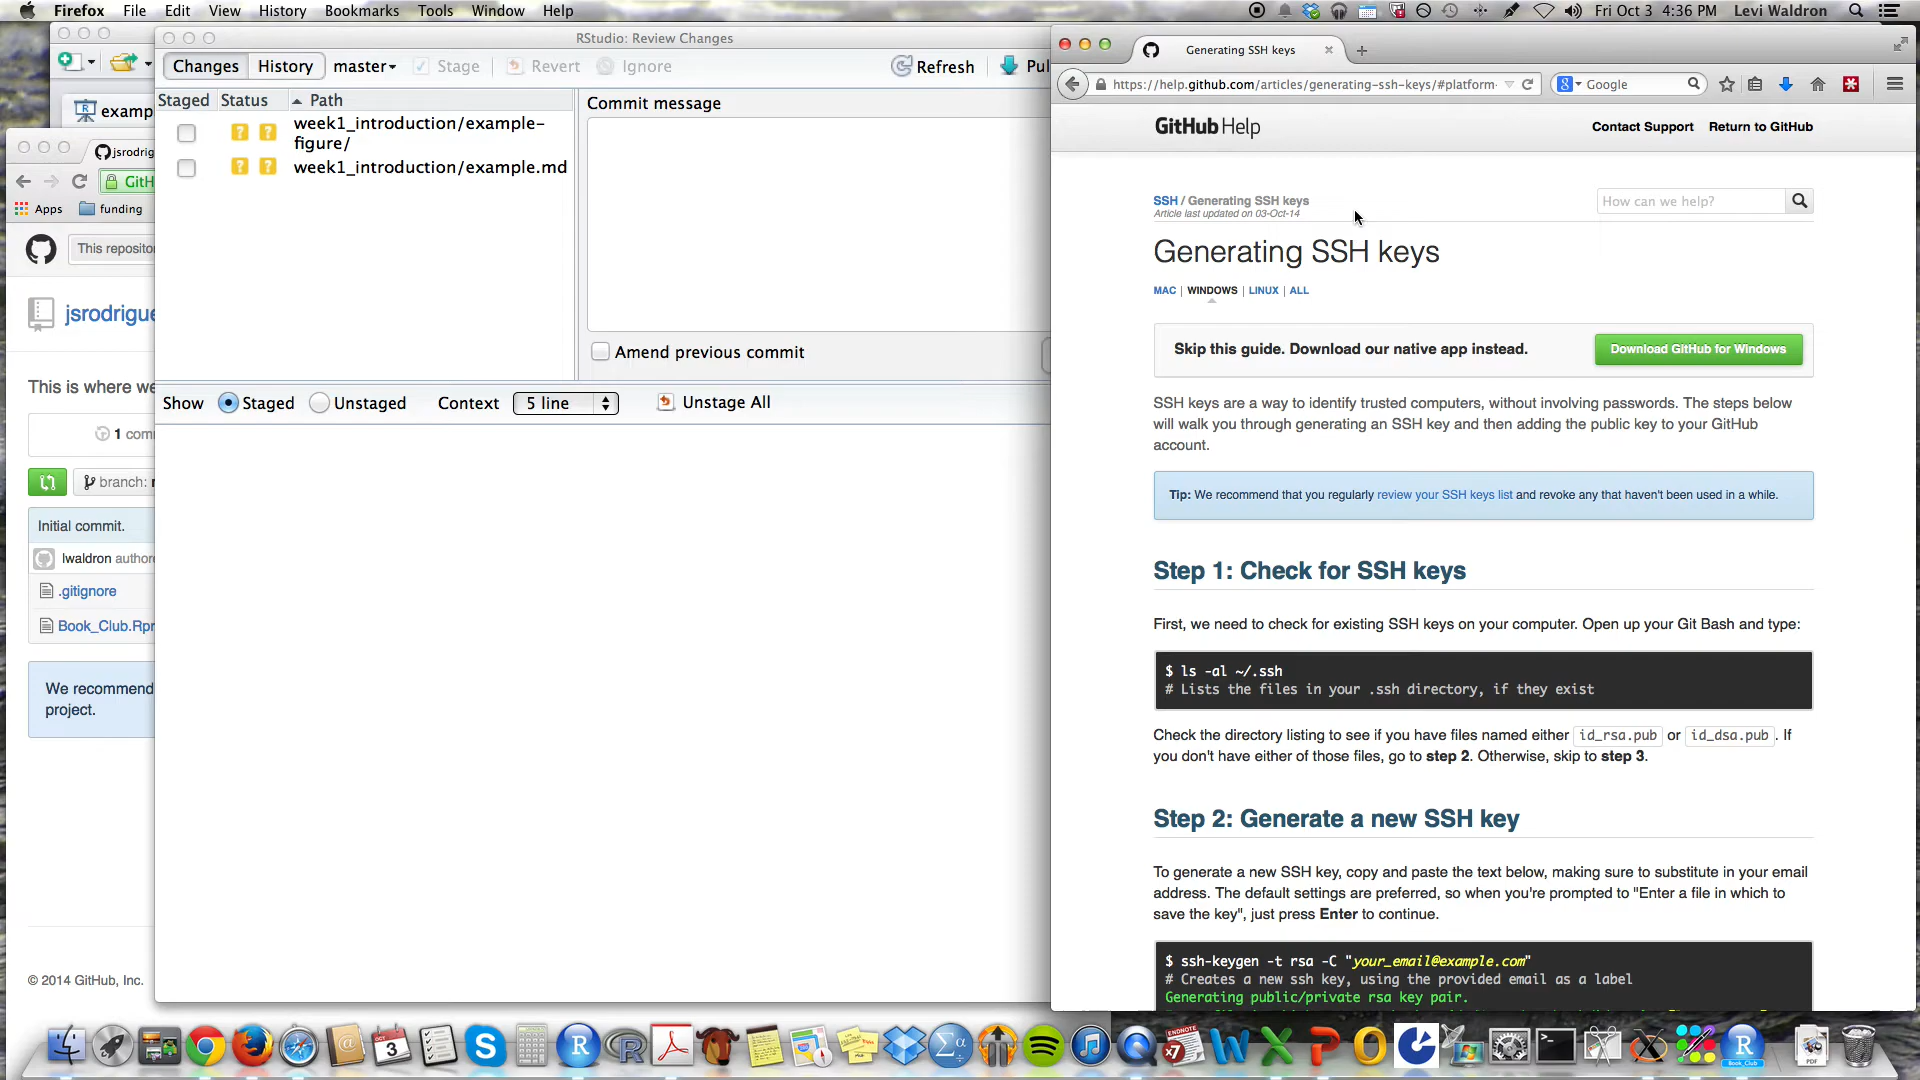 Firefox File Edit View History Bookmarks Tools Window Help
Fri Oct 3 4:36 PM Levi Waldron
RStudio: Review Changes
Changes History master Stage Revert Ignore Refresh Pul
Staged Status Path
week1_introduction/example-
figure/
week1_introduction/example.md
Commit message
Amend previous commit
Show Staged Unstaged Context 5 line Unstage All
examp
jsrodrig
GitH
Apps funding
This reposito
jsrodrigue
This is where we
1 com
branch:
Initial commit.
lwaldron authore
.gitignore
Book_Club.Rpr
We recommend
project.
© 2014 GitHub, Inc.
Generating SSH keys
https://help.github.com/articles/generating-ssh-keys/#platform-
Google
GitHub Help
Contact Support Return to GitHub
SSH / Generating SSH keys
Article last updated on 03-Oct-14
How can we help?
Generating SSH keys
MAC | WINDOWS | LINUX | ALL
Skip this guide. Download our native app instead.
Download GitHub for Windows
SSH keys are a way to identify trusted computers, without involving passwords. The steps below
will walk you through generating an SSH key and then adding the public key to your GitHub
account.
Tip: We recommend that you regularly review your SSH keys list and revoke any that haven't been used in a while.
Step 1: Check for SSH keys
First, we need to check for existing SSH keys on your computer. Open up your Git Bash and type:
$ ls -al ~/.ssh
# Lists the files in your .ssh directory, if they exist
Check the directory listing to see if you have files named either id_rsa.pub or id_dsa.pub. If
you don't have either of those files, go to step 2. Otherwise, skip to step 3.
Step 2: Generate a new SSH key
To generate a new SSH key, copy and paste the text below, making sure to substitute in your email
address. The default settings are preferred, so when you're prompted to "Enter a file in which to
save the key", just press Enter to continue.
$ ssh-keygen -t rsa -C "your_email@example.com"
# Creates a new ssh key, using the provided email as a label
Generating public/private rsa key pair.
OCT
3
ENDNOTE
X7
PDF
Book_Club